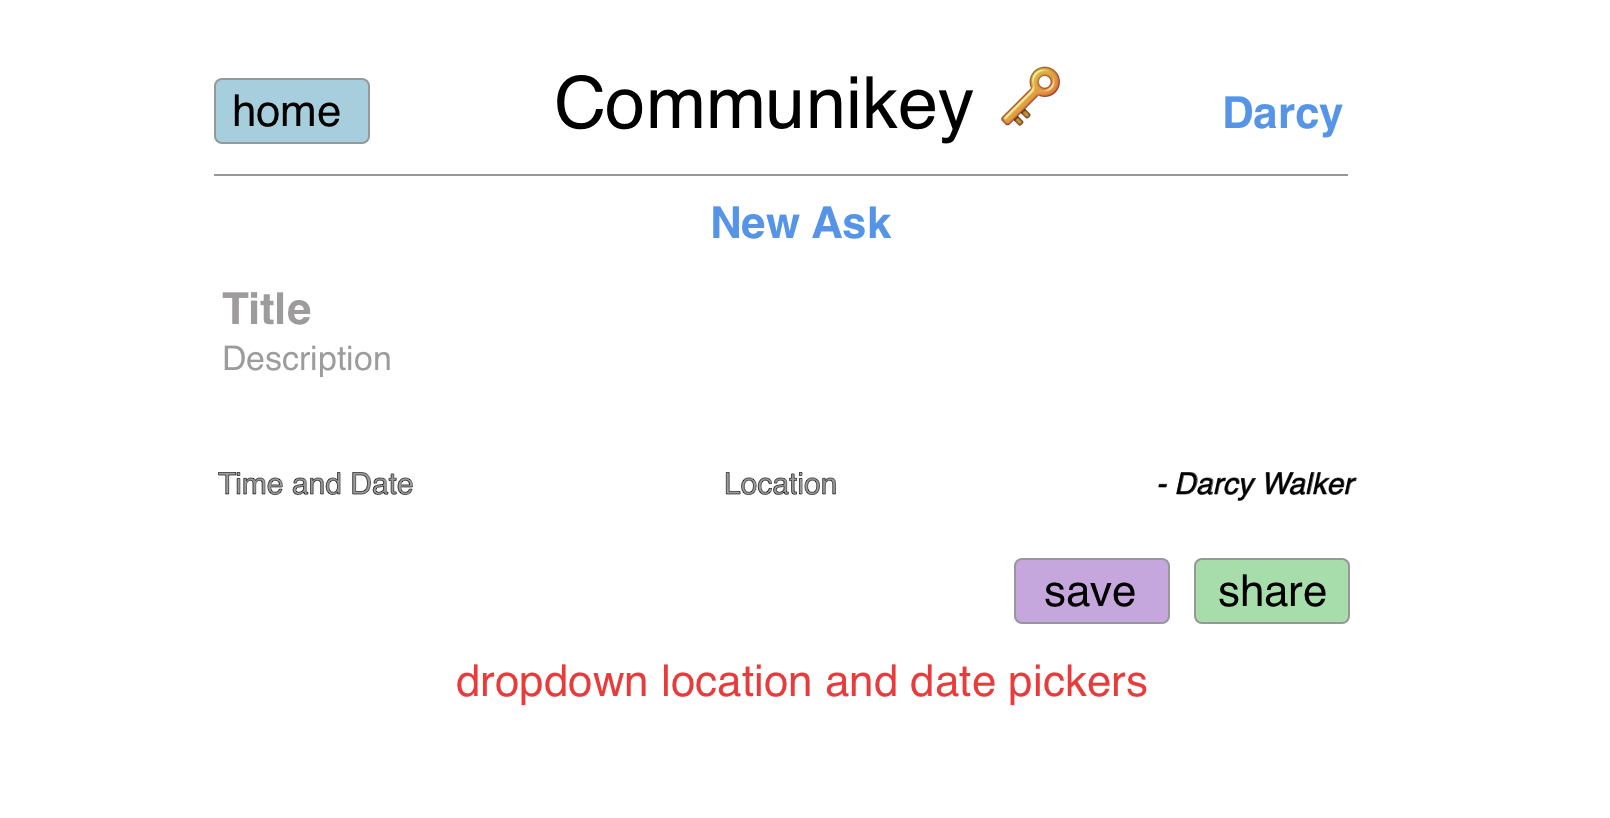 home Communikey 🔑 Darcy
New Ask
Title
Description
Time and Date Location - Darcy Walker
save share
dropdown location and date pickers